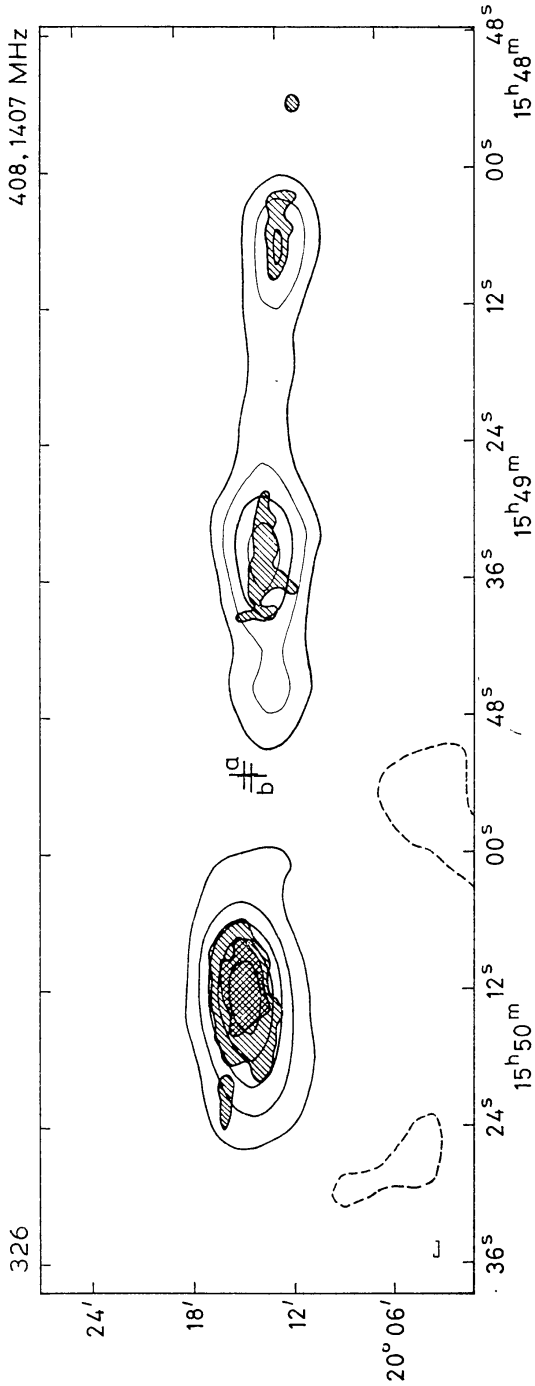 326 408, 1407 MHz
24′
18′
12′
20° 06′
a
b
36ˢ 24ˢ 12ˢ 00ˢ 48ˢ 36ˢ 24ˢ 12ˢ 00ˢ 48ˢ
15ʰ50ᵐ 15ʰ49ᵐ 15ʰ48ᵐ